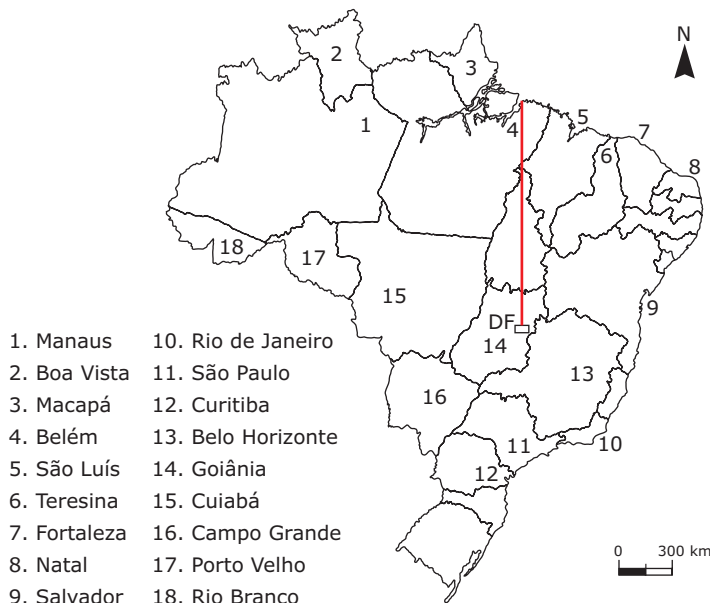 N
2
3
1
4
5
7
6
8
18
17
15
9
DF
14
16
13
11
10
12
0 300 km
1. Manaus
2. Boa Vista
3. Macapá
4. Belém
5. São Luís
6. Teresina
7. Fortaleza
8. Natal
9. Salvador
10. Rio de Janeiro
11. São Paulo
12. Curitiba
13. Belo Horizonte
14. Goiânia
15. Cuiabá
16. Campo Grande
17. Porto Velho
18. Rio Branco